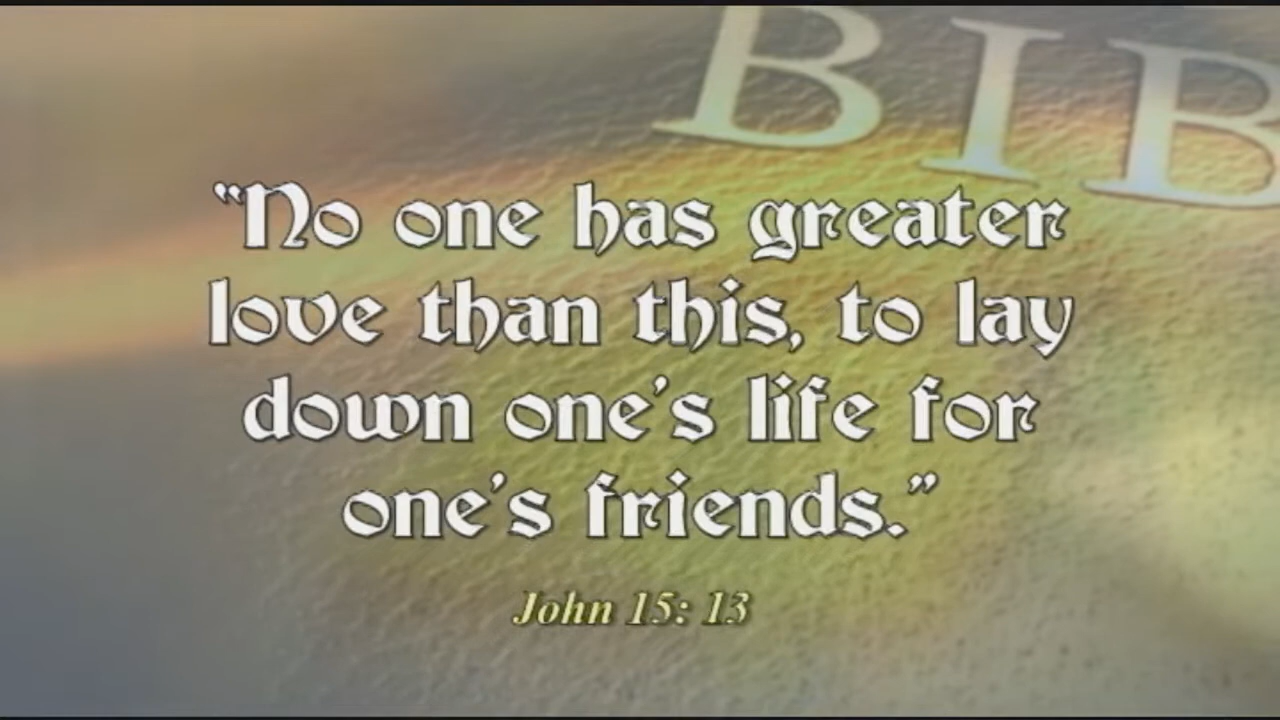 BIB
“No one has greater
love than this, to lay
down one’s life for
one’s friends.”
John 15: 13